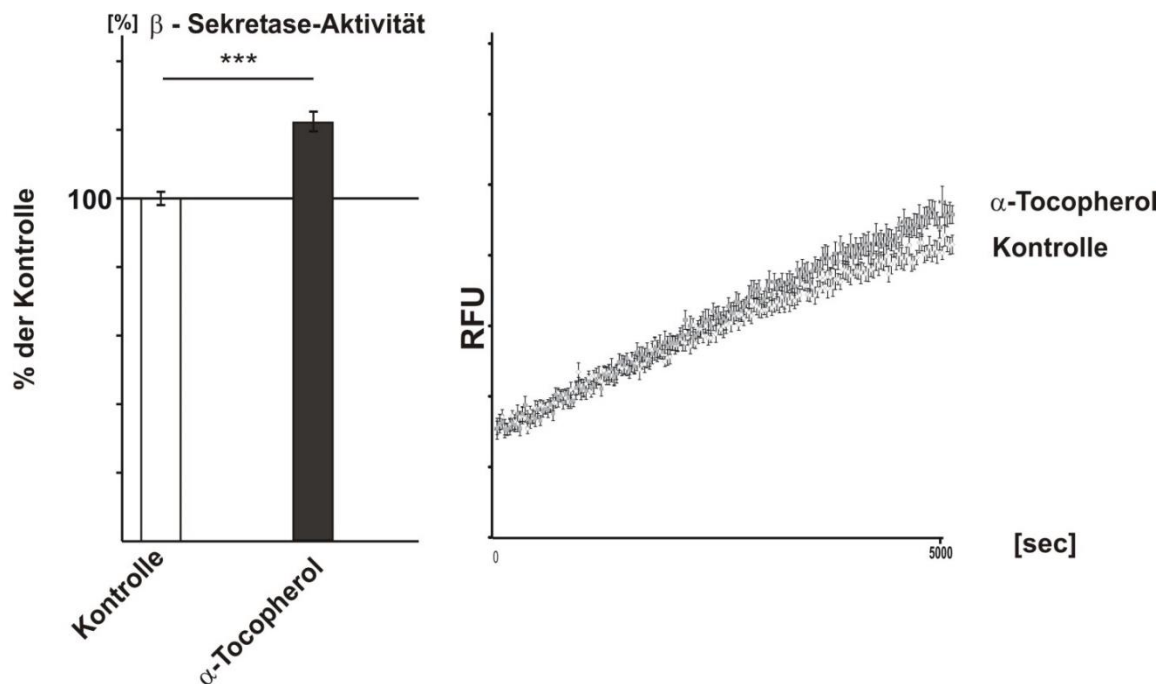 [%] β - Sekretase-Aktivität
***
% der Kontrolle
100
Kontrolle
α-Tocopherol
RFU
α-Tocopherol
Kontrolle
0
5000
[sec]